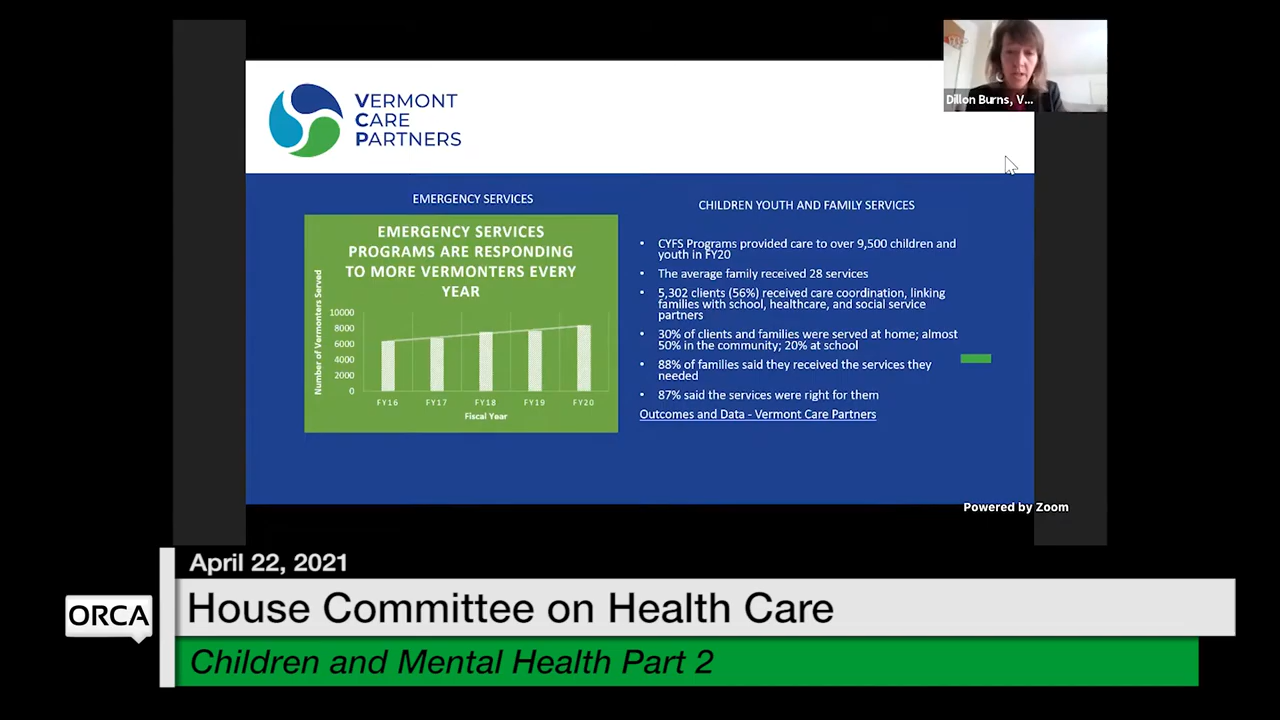 Dillon Burns, V...
VERMONT
CARE
PARTNERS
EMERGENCY SERVICES
EMERGENCY SERVICES
PROGRAMS ARE RESPONDING
TO MORE VERMONTERS EVERY
YEAR
Number of Vermonters Served
10000
8000
6000
4000
2000
0
FY16 FY17 FY18 FY19 FY20
Fiscal Year
CHILDREN YOUTH AND FAMILY SERVICES
• CYFS Programs provided care to over 9,500 children and
youth in FY20
• The average family received 28 services
• 5,302 clients (56%) received care coordination, linking
families with school, healthcare, and social service
partners
• 30% of clients and families were served at home; almost
50% in the community; 20% at school
• 88% of families said they received the services they
needed
• 87% said the services were right for them
Outcomes and Data - Vermont Care Partners
Powered by Zoom
April 22, 2021
ORCA
House Committee on Health Care
Children and Mental Health Part 2